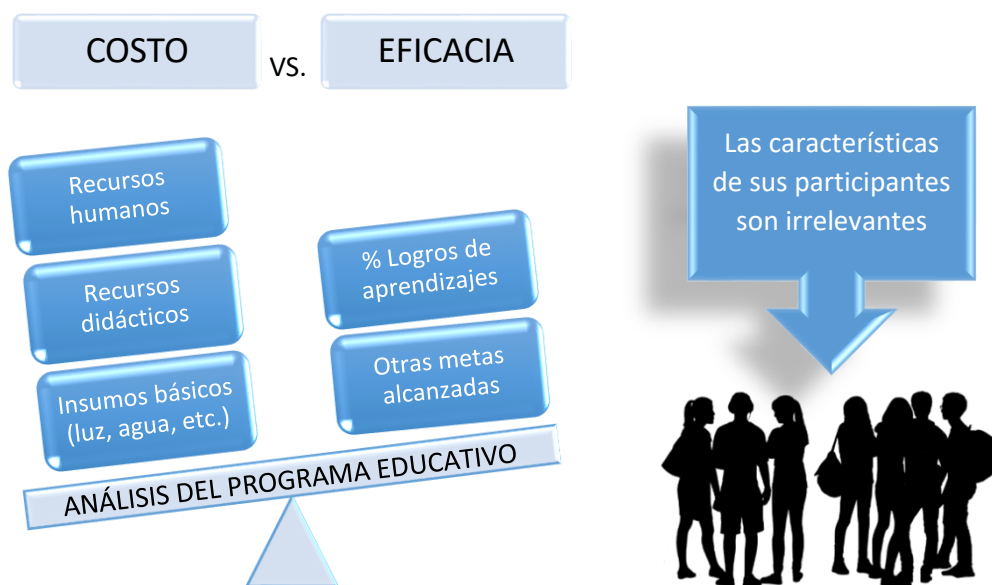 COSTO
vs.
EFICACIA
Recursos
humanos
Recursos
didácticos
Insumos básicos
(luz, agua, etc.)
% Logros de
aprendizajes
Otras metas
alcanzadas
ANÁLISIS DEL PROGRAMA EDUCATIVO
Las características
de sus participantes
son irrelevantes